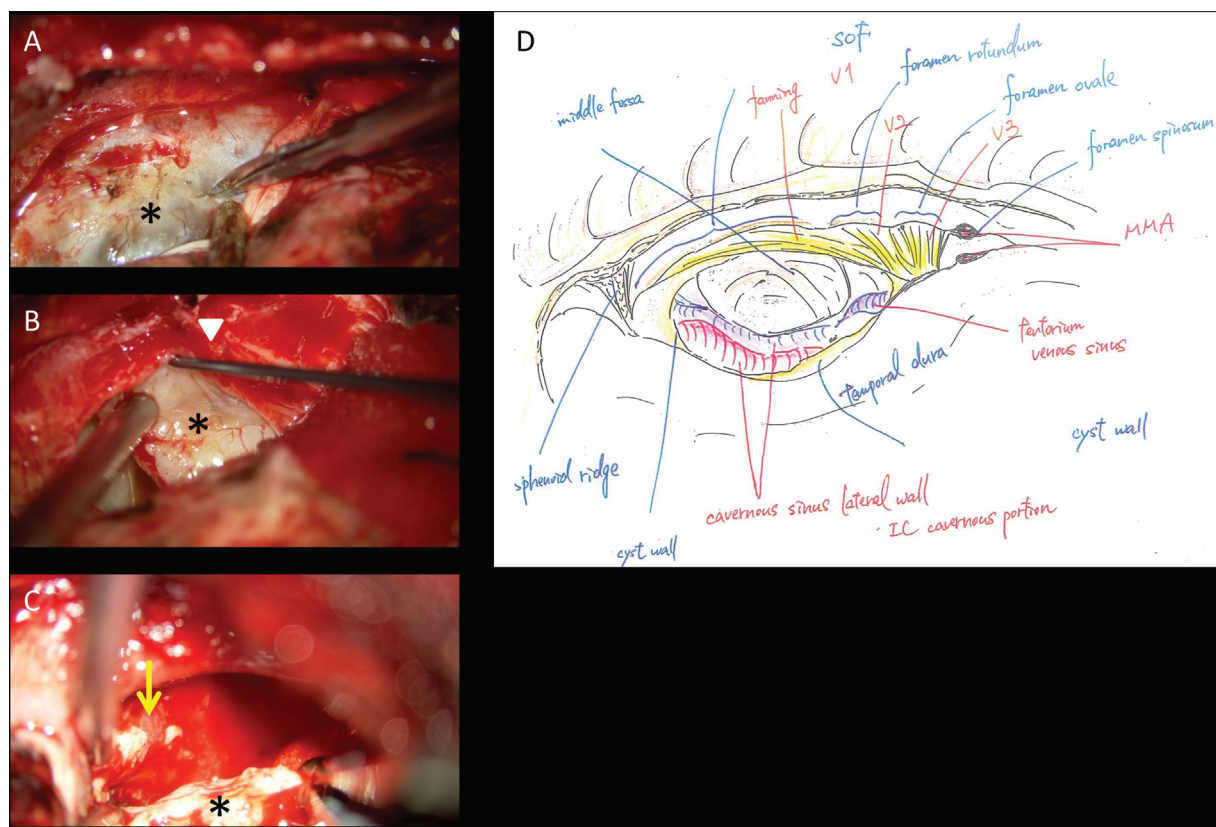 A
*
B
*
C
*
D
SOF
V1
foramen rotundum
foramen ovale
foramen spinosum
middle fossa
tanning
V2
V3
MMA
tentorium
venous sinus
temporal dura
cyst wall
sphenoid ridge
cavernous sinus lateral wall
IC cavernous portion
cyst wall